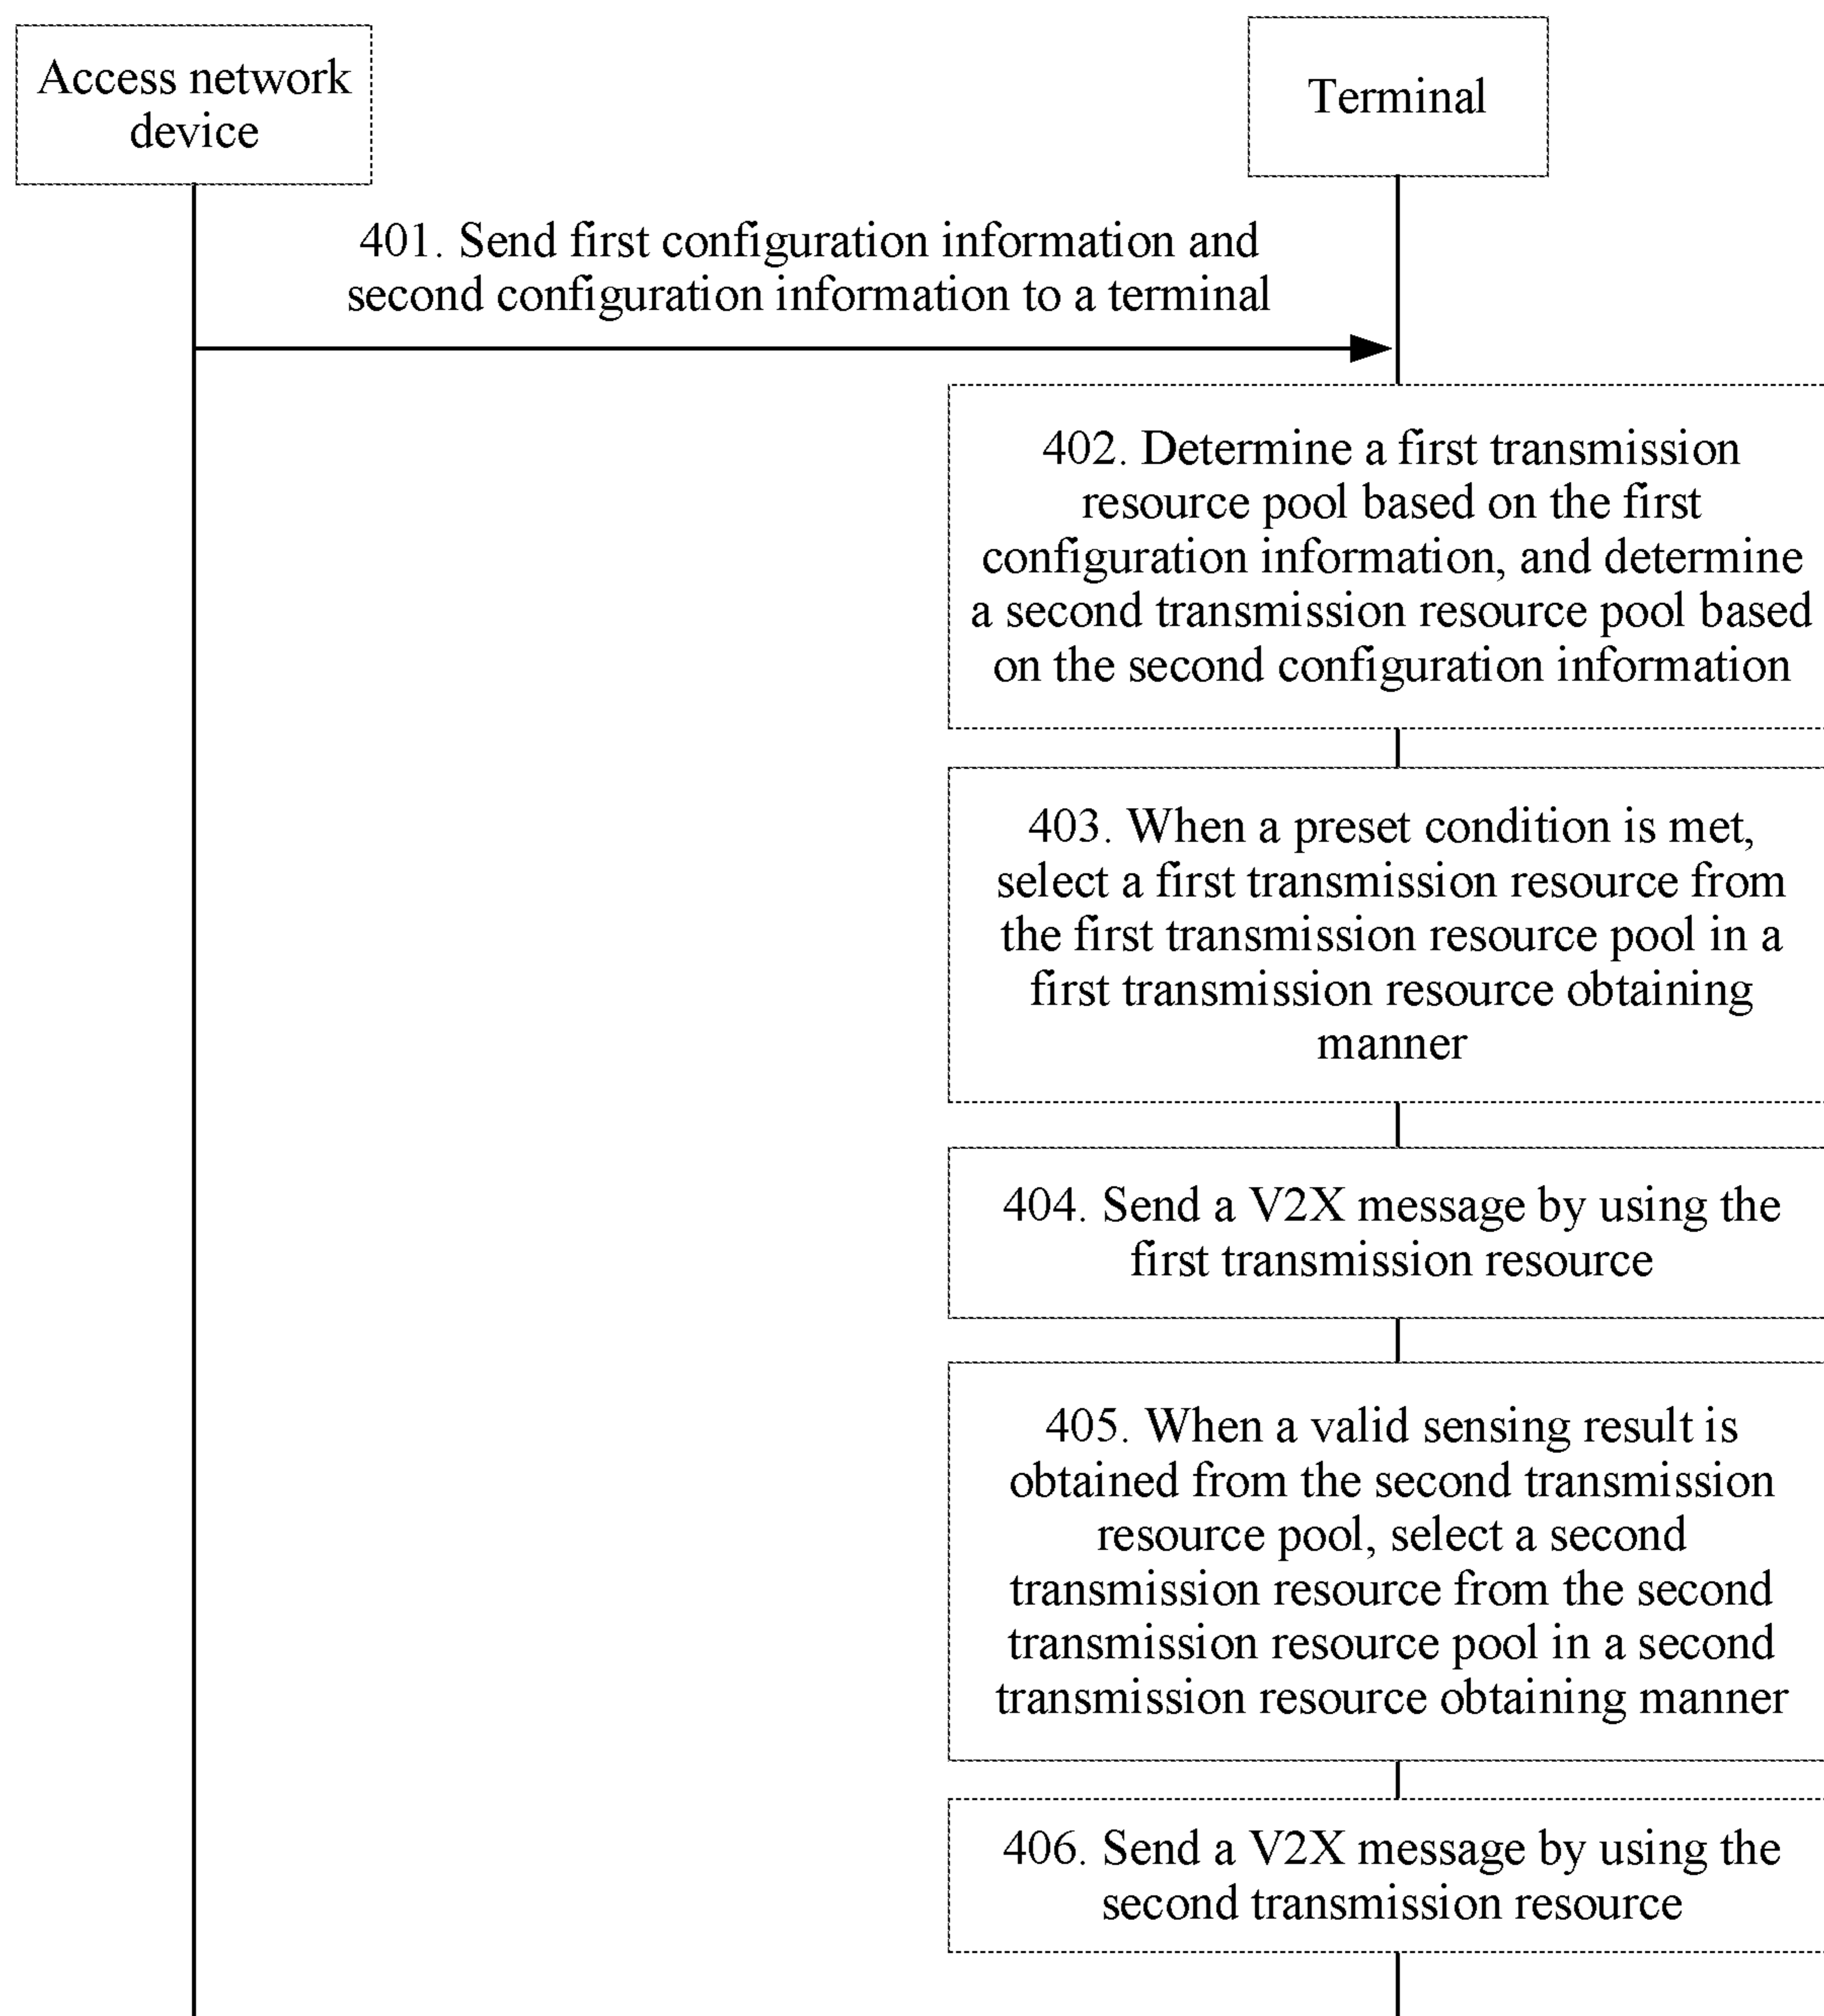 Access network
device
Terminal
401. Send first configuration information and
second configuration information to a terminal
402. Determine a first transmission
resource pool based on the first
configuration information, and determine
a second transmission resource pool based
on the second configuration information
403. When a preset condition is met,
select a first transmission resource from
the first transmission resource pool in a
first transmission resource obtaining
manner
404. Send a V2X message by using the
first transmission resource
405. When a valid sensing result is
obtained from the second transmission
resource pool, select a second
transmission resource from the second
transmission resource pool in a second
transmission resource obtaining manner
406. Send a V2X message by using the
second transmission resource